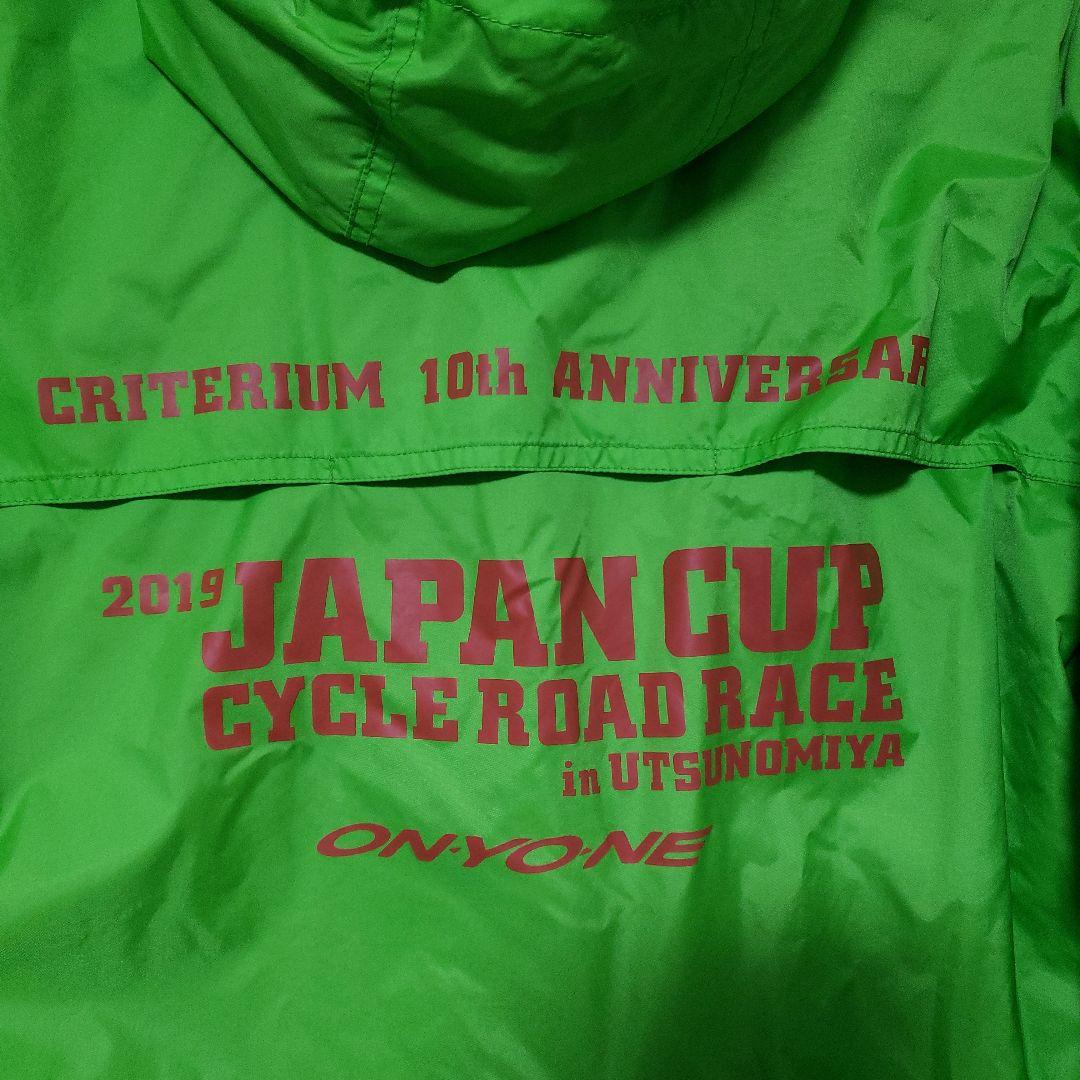 CRITERIUM 10th ANNIVERSAR
2019 JAPAN CUP
CYCLE ROAD RACE
in UTSUNOMIYA
ON•YO•NE